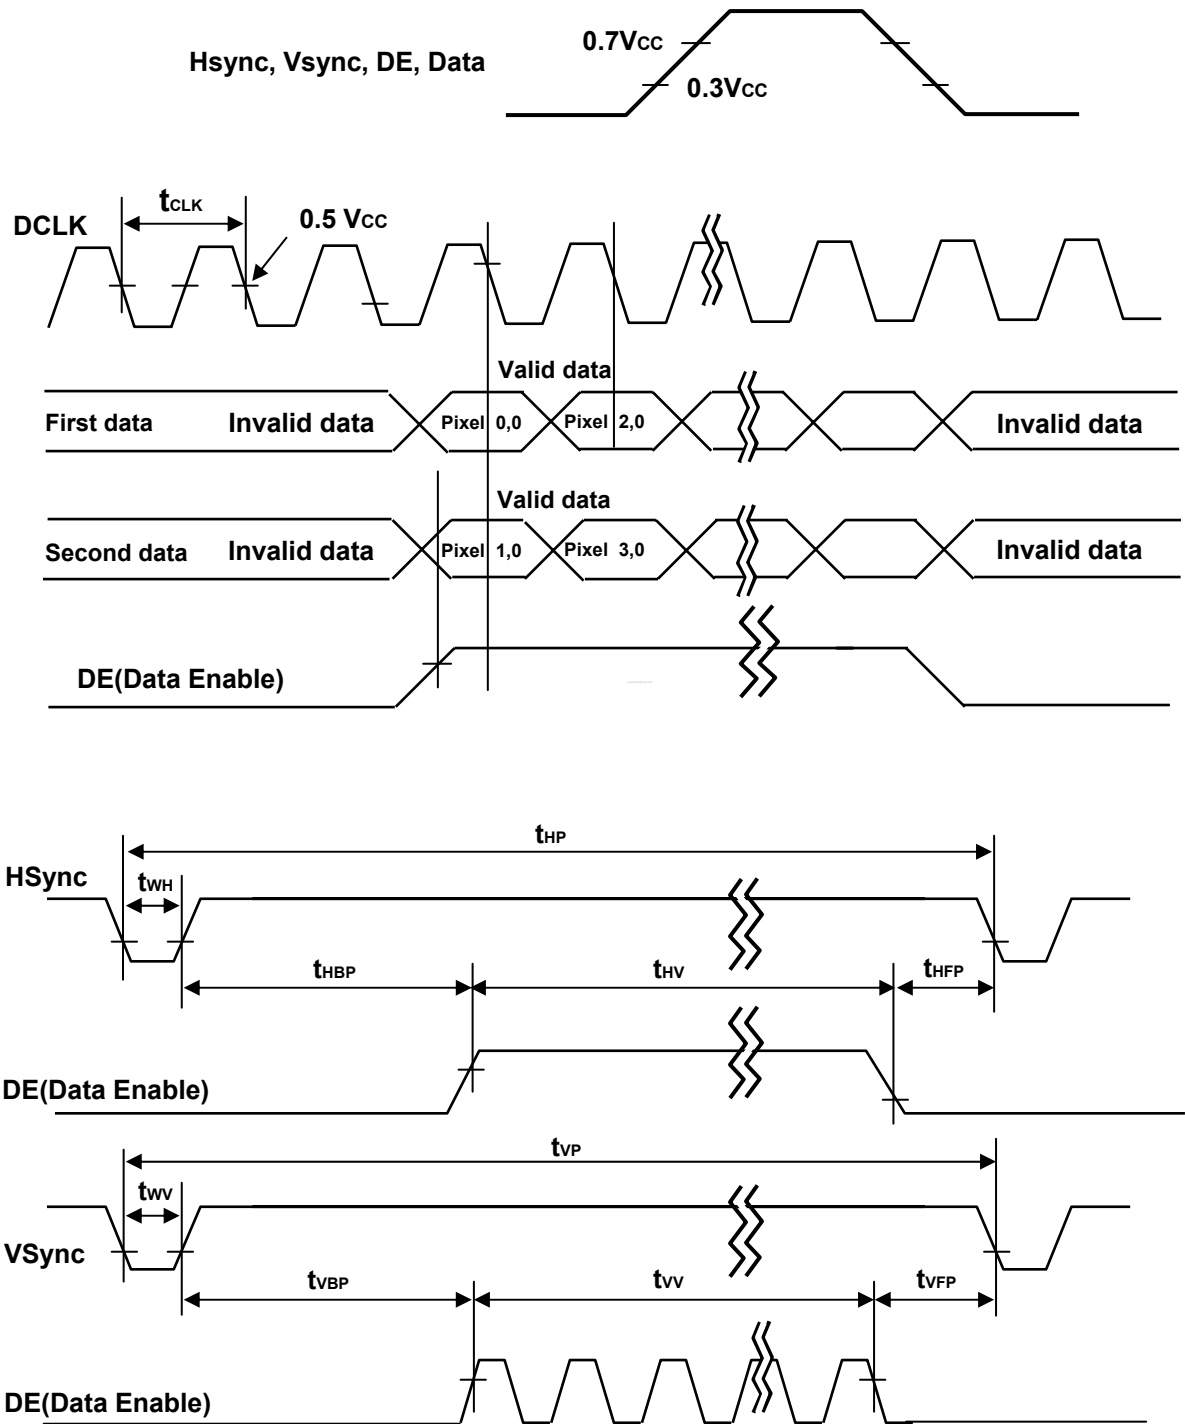 0.7VCC
Hsync, Vsync, DE, Data
0.3VCC
tCLK
DCLK
0.5 VCC
Valid data
First data Invalid data Pixel 0,0 Pixel 2,0 Invalid data
Valid data
Second data Invalid data Pixel 1,0 Pixel 3,0 Invalid data
DE(Data Enable)
tHP
HSync
tWH
tHBP tHV tHFP
DE(Data Enable)
tVP
tWV
VSync
tVBP tVV tVFP
DE(Data Enable)